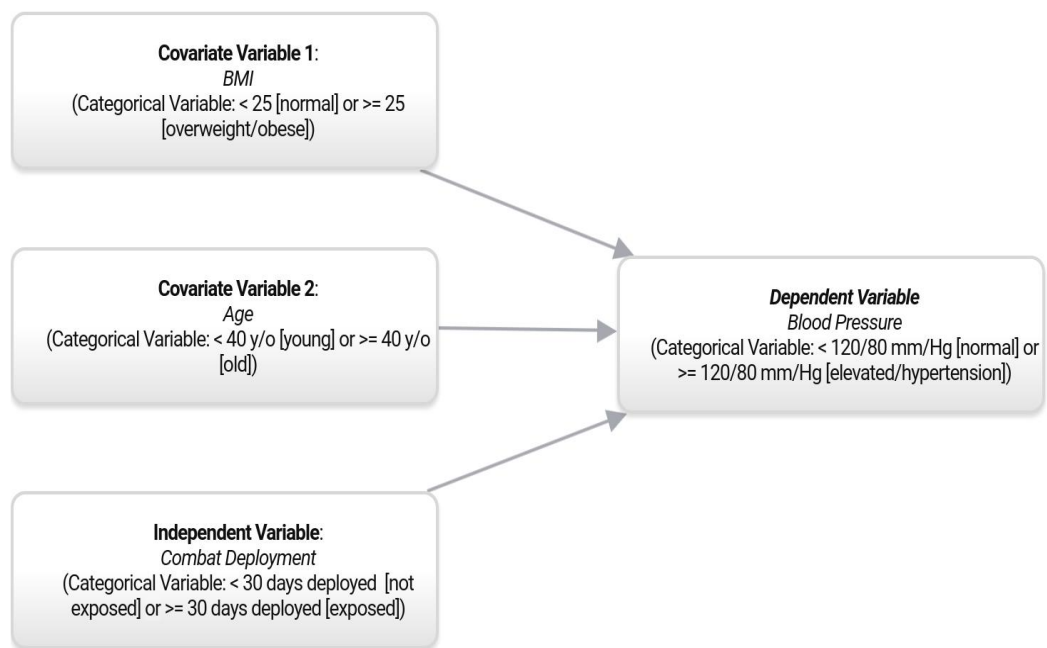 Covariate Variable 1:
BMI
(Categorical Variable: < 25 [normal] or >= 25
[overweight/obese])
Covariate Variable 2:
Age
(Categorical Variable: < 40 y/o [young] or >= 40 y/o
[old])
Dependent Variable
Blood Pressure
(Categorical Variable: < 120/80 mm/Hg [normal] or
>= 120/80 mm/Hg [elevated/hypertension])
Independent Variable:
Combat Deployment
(Categorical Variable: < 30 days deployed  [not
exposed] or >= 30 days deployed [exposed])